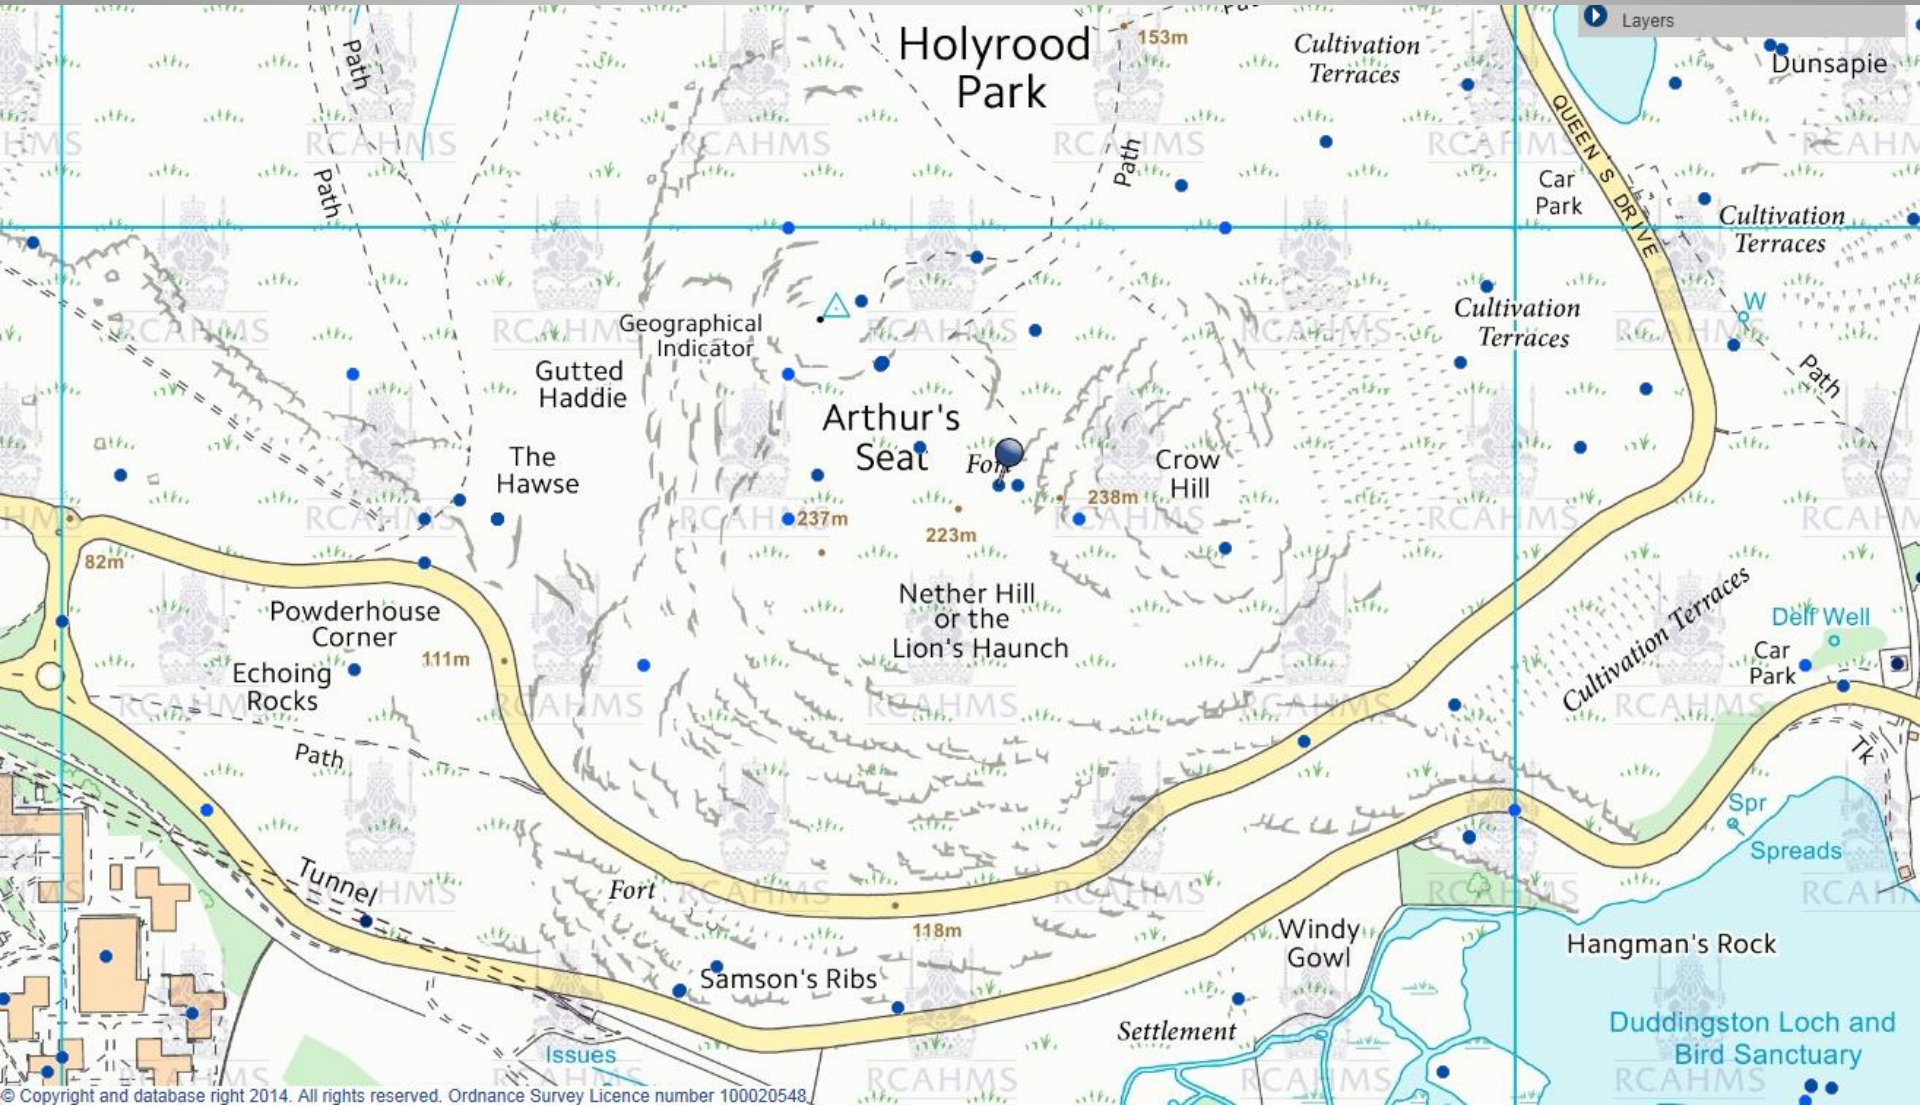 Layers
Holyrood
Park
153m
Cultivation
Terraces
Dunsapie
Path
Path
Path
QUEEN'S DRIVE
Car
Park
Cultivation
Terraces
Geographical
Indicator
Gutted
Haddie
Cultivation
Terraces
W
Path
Arthur's
Seat
Fort
The
Hawse
Crow
Hill
237m
223m
238m
82m
Powderhouse
Corner
111m
Echoing
Rocks
Path
Nether Hill
or the
Lion's Haunch
Cultivation Terraces
Delf Well
Car
Park
Tk
Spr
Spreads
Tunnel
Fort
118m
Samson's Ribs
Windy
Gowl
Hangman's Rock
Settlement
Duddingston Loch and
Bird Sanctuary
Issues
RCAHMS
© Copyright and database right 2014. All rights reserved. Ordnance Survey Licence number 100020548.